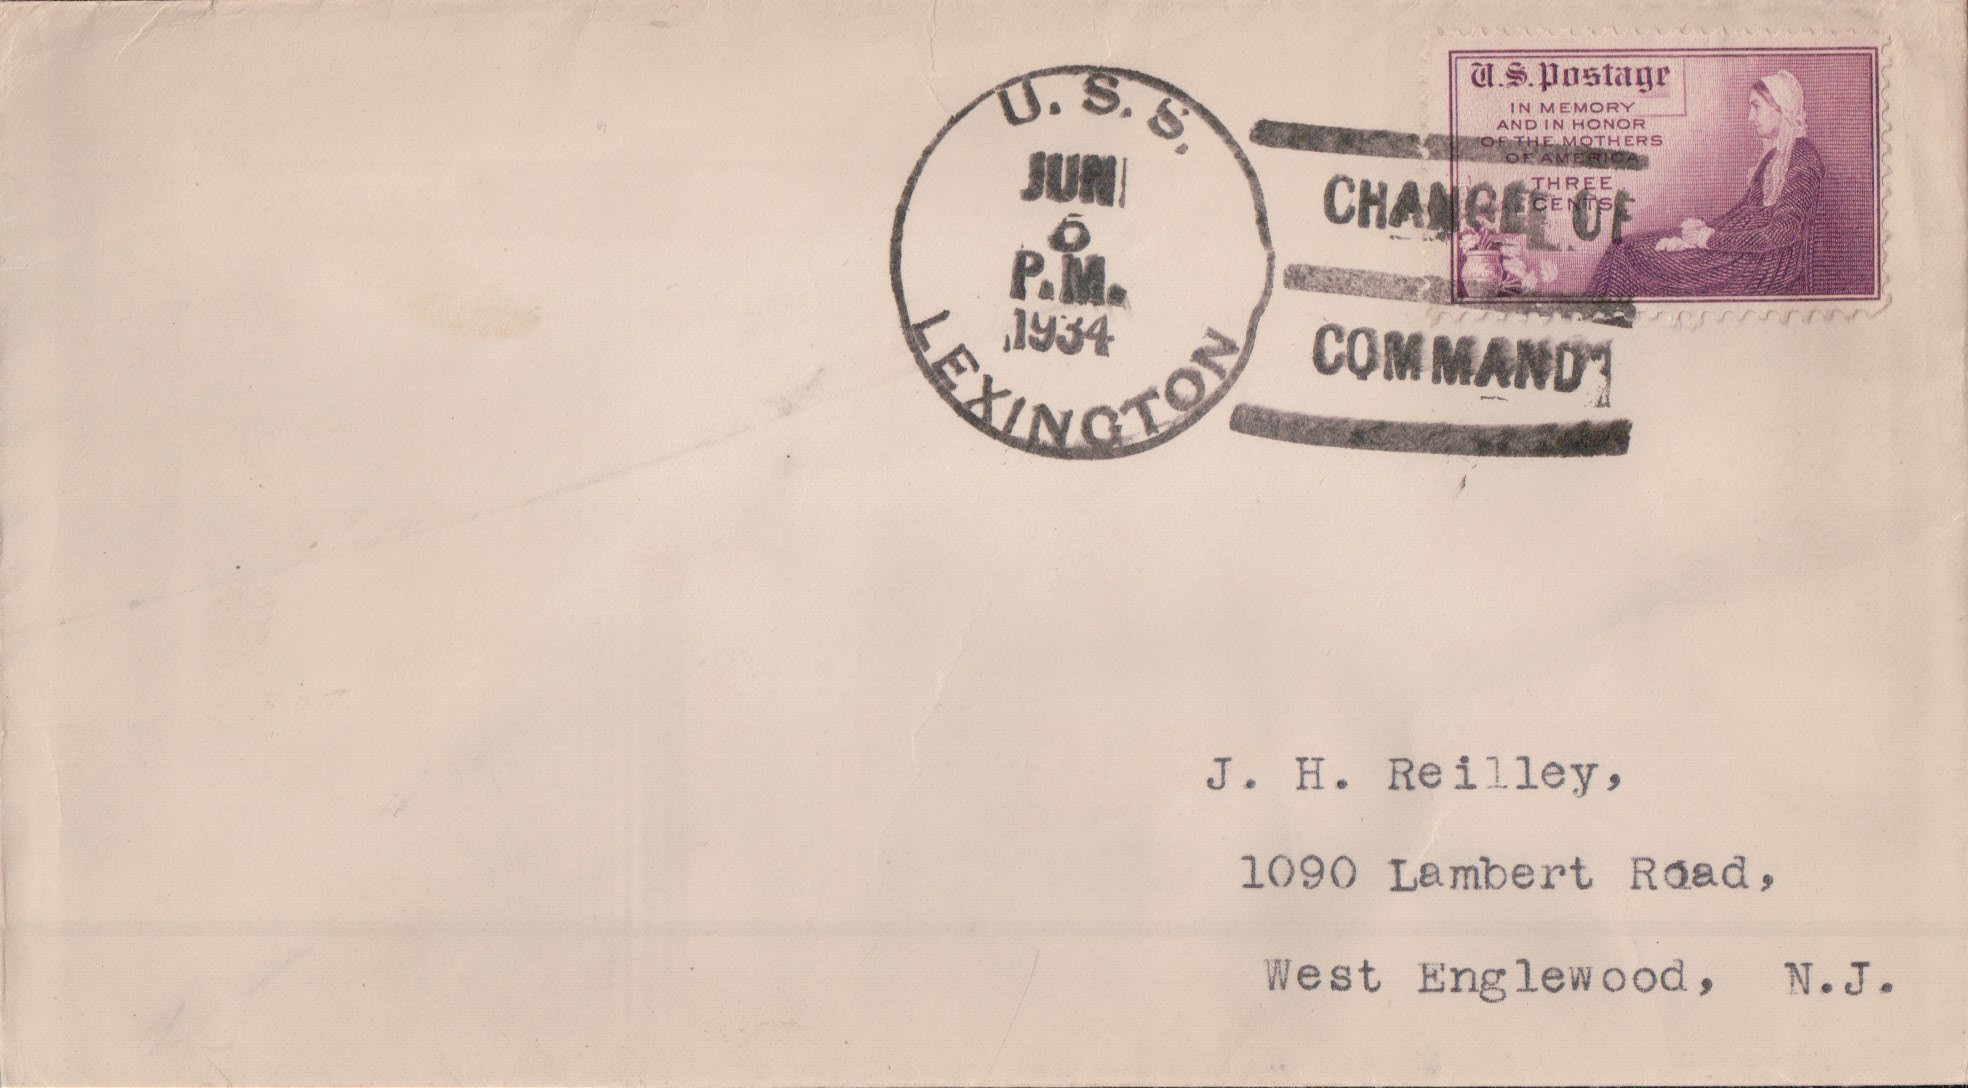 U.S.S.
JUN
6
P.M.
1934
LEXINGTON
CHANGE OF
COMMAND
U.S. Postage
IN MEMORY
AND IN HONOR
OF THE MOTHERS
OF AMERICA
THREE
CENTS
J. H. Reilley,
1090 Lambert Road,
West Englewood, N.J.